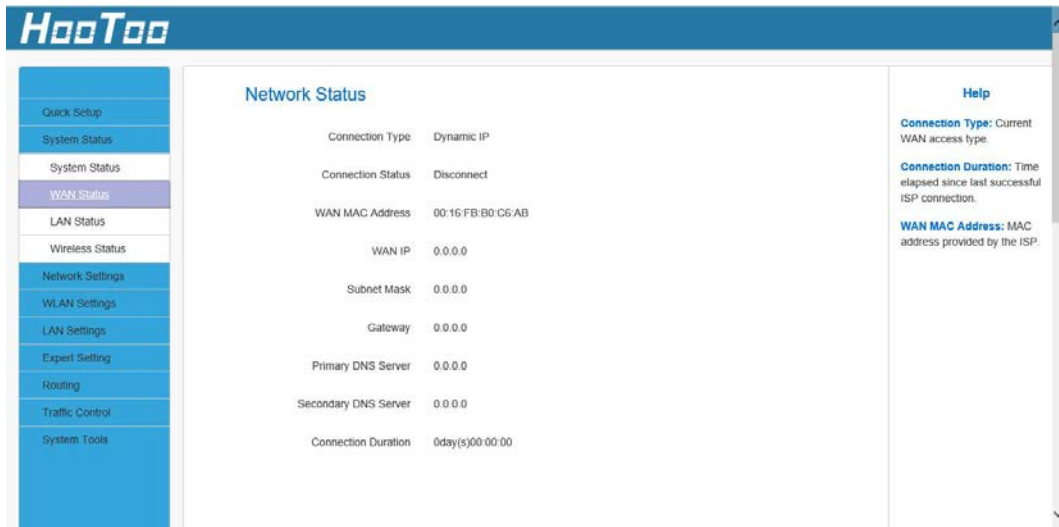 HooToo
Quick Setup
System Status
System Status
WAN Status
LAN Status
Wireless Status
Network Settings
WLAN Settings
LAN Settings
Expert Setting
Routing
Traffic Control
System Tools
Network Status
Connection Type Dynamic IP
Connection Status Disconnect
WAN MAC Address 00:16:FB:B0:C6:AB
WAN IP 0.0.0.0
Subnet Mask 0.0.0.0
Gateway 0.0.0.0
Primary DNS Server 0.0.0.0
Secondary DNS Server 0.0.0.0
Connection Duration 0day(s)00:00:00
Help
Connection Type: Current
WAN access type.
Connection Duration: Time
elapsed since last successful
ISP connection.
WAN MAC Address: MAC
address provided by the ISP.